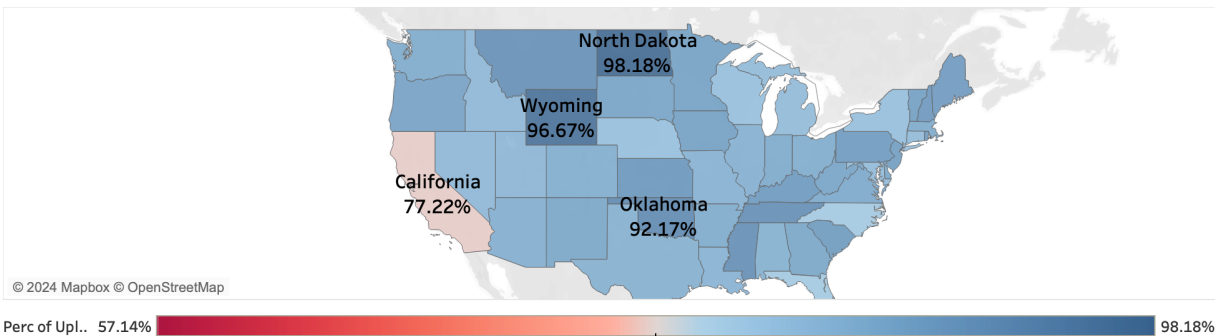 North Dakota
98.18%
Wyoming
96.67%
California
77.22%
Oklahoma
92.17%
© 2024 Mapbox © OpenStreetMap
Perc of Upl.. 57.14% 98.18%